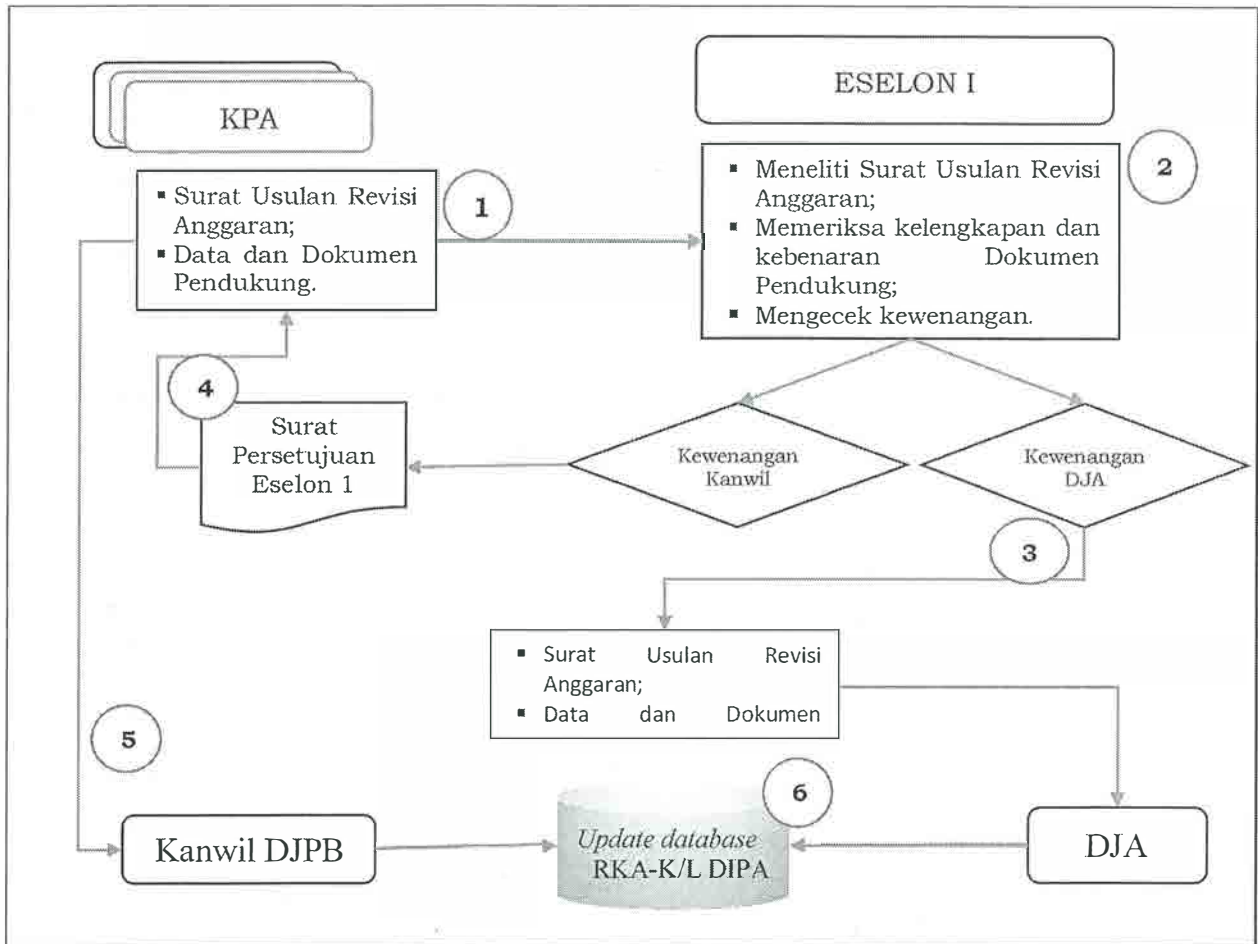 KPA
ESELON I
▪ Surat Usulan Revisi
Anggaran;
▪ Data dan Dokumen
Pendukung.
1
▪ Meneliti Surat Usulan Revisi
Anggaran;
▪ Memeriksa kelengkapan dan
kebenaran Dokumen
Pendukung;
▪ Mengecek kewenangan.
2
4
Surat
Persetujuan
Eselon 1
Kewenangan
Kanwil
Kewenangan
DJA
3
▪ Surat Usulan Revisi
Anggaran;
▪ Data dan Dokumen
5
6
Kanwil DJPB
Update database
RKA-K/L DIPA
DJA